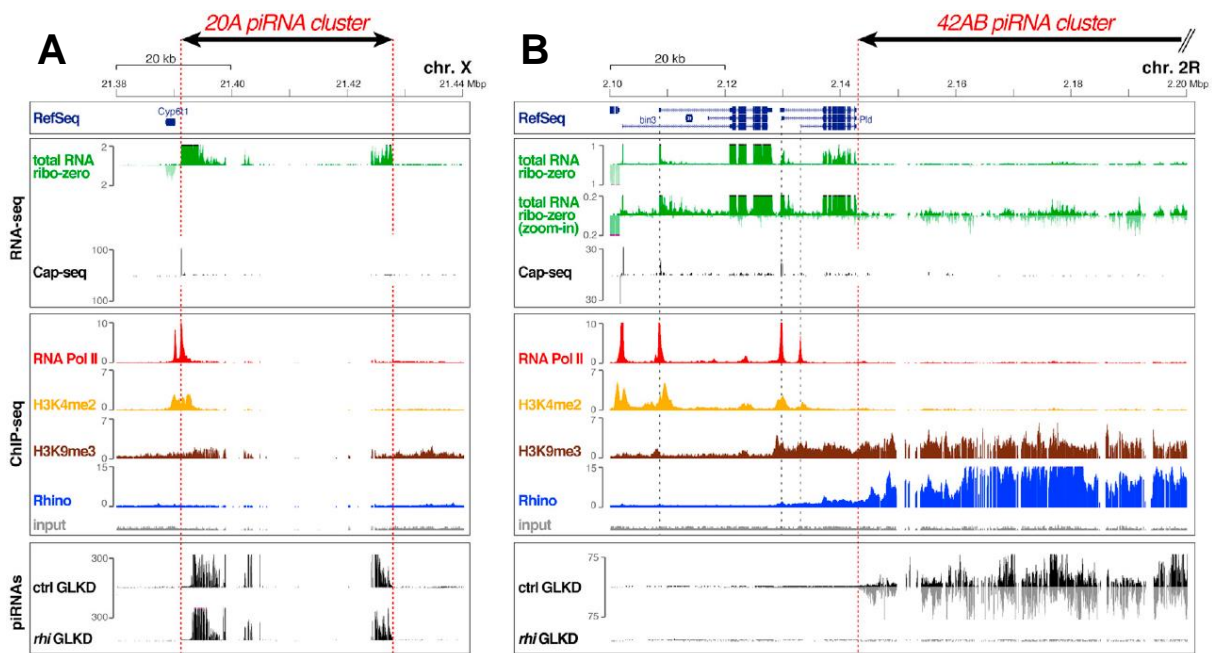 A
20A piRNA cluster
20 kb
chr. X
21.38
21.40
21.42
21.44 Mbp
RefSeq
Cyp6t1
RNA-seq
total RNA
ribo-zero
2
2
Cap-seq
100
100
ChIP-seq
RNA Pol II
10
0
H3K4me2
7
0
H3K9me3
7
0
Rhino
15
0
input
piRNAs
ctrl GLKD
300
rhi GLKD
300
B
42AB piRNA cluster
20 kb
chr. 2R
2.10
2.12
2.14
2.16
2.18
2.20 Mbp
RefSeq
bin3
Pld
total RNA
ribo-zero
1
1
total RNA
ribo-zero
(zoom-in)
0.2
0.2
Cap-seq
30
30
RNA Pol II
10
0
H3K4me2
7
0
H3K9me3
7
0
Rhino
15
0
input
ctrl GLKD
75
75
rhi GLKD